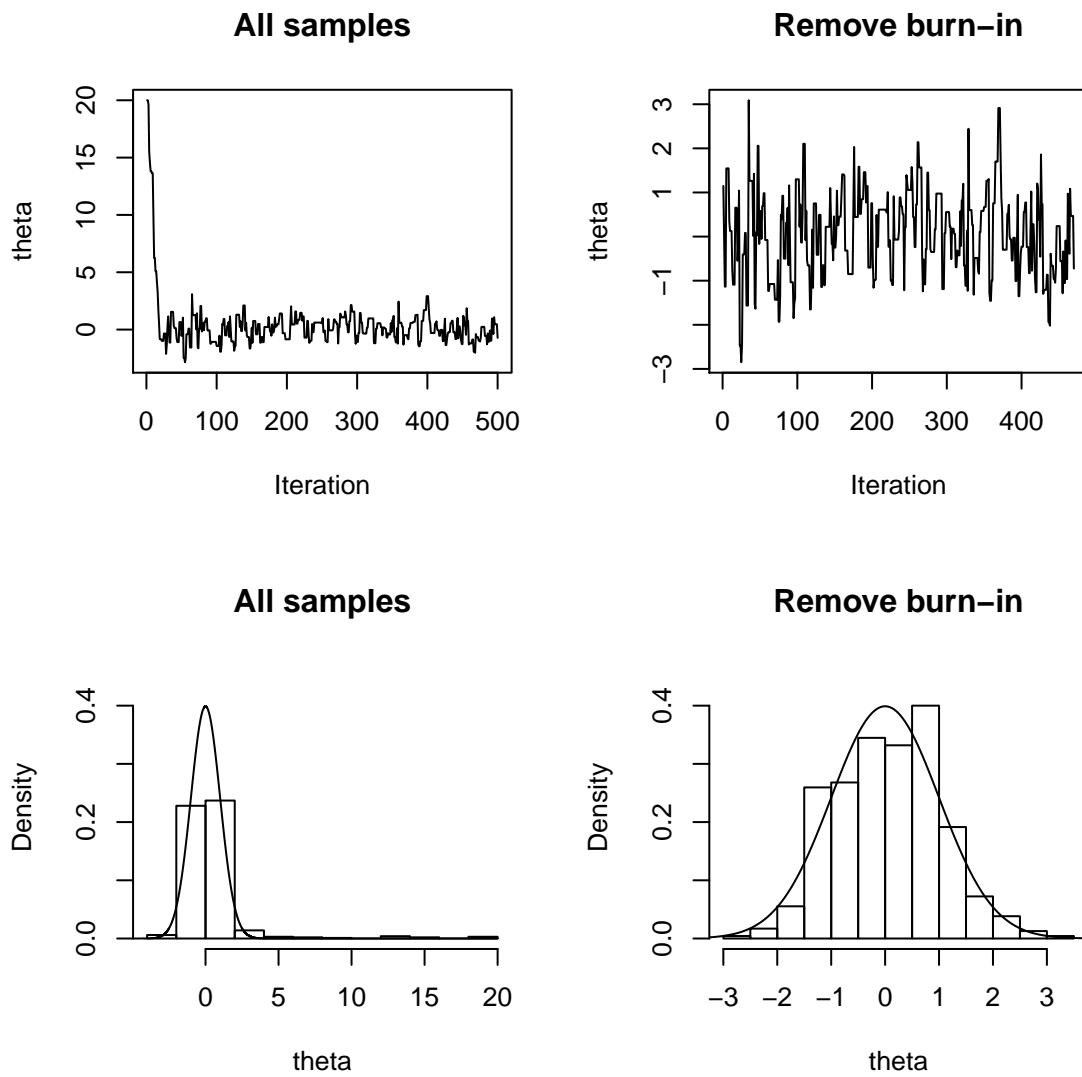 All samples
20
15
10
5
0
theta
0 100 200 300 400 500
Iteration
Remove burn−in
3
2
1
−1
−3
theta
0 100 200 300 400
Iteration
All samples
0.4
0.2
0.0
Density
0 5 10 15 20
theta
Remove burn−in
0.4
0.2
0.0
Density
−3 −2 −1 0 1 2 3
theta